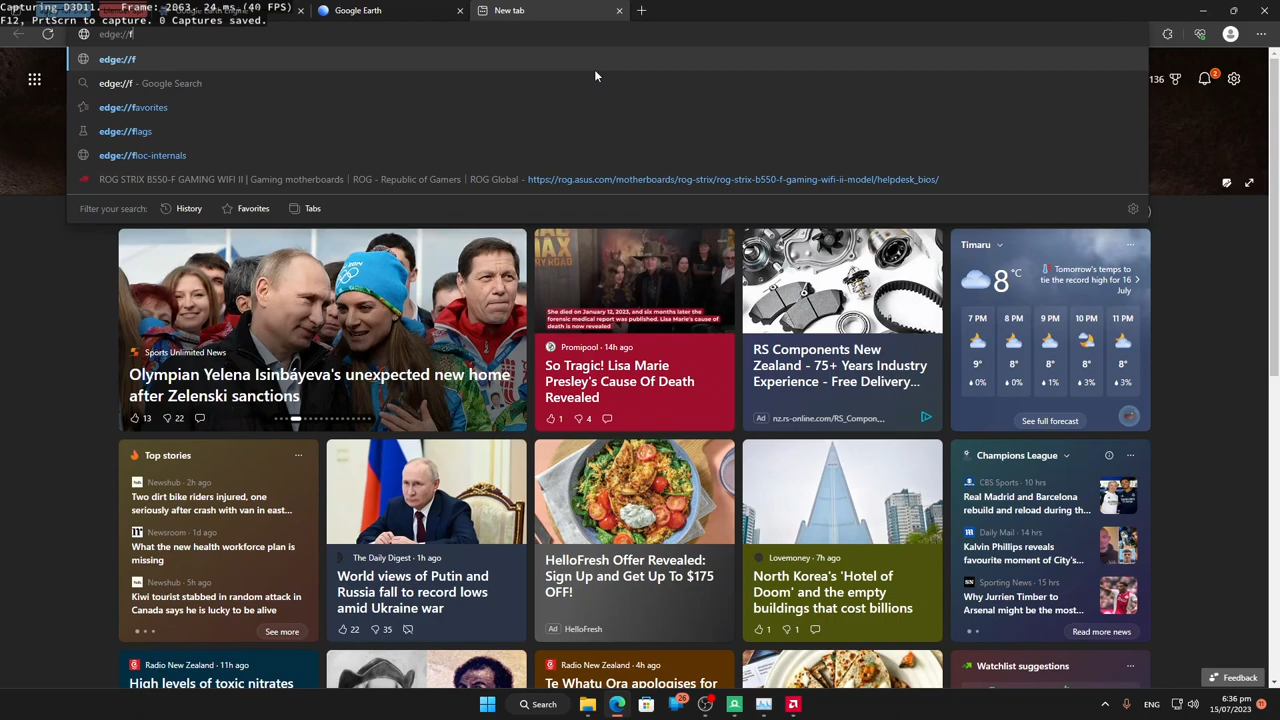 Capturing D3D11. Frame: 2063: 24 ms.(40 FPS)
F12, PrtScrn to capture. 0 Captures saved.
Google Earth
New tab
edge://f
edge://f
edge://f - Google Search
edge://favorites
edge://flags
edge://floc-internals
ROG STRIX B550-F GAMING WIFI II | Gaming motherboards | ROG - Republic of Gamers | ROG Global - https://rog.asus.com/motherboards/rog-strix/rog-strix-b550-f-gaming-wifi-ii-model/helpdesk_bios/
Filter your search:
History
Favorites
Tabs
136
2
Sports Unlimited News
Olympian Yelena Isinbáyeva's unexpected new home
after Zelenski sanctions
13
22
She died on January 12, 2023, and six months later the
forensic medical report was published. Lisa Marie's cause of
death is now revealed
Promipool · 14h ago
So Tragic! Lisa Marie
Presley's Cause Of Death
Revealed
1
4
RS Components New
Zealand - 75+ Years Industry
Experience - Free Delivery...
Ad
nz.rs-online.com/RS_Compon...
Timaru
8 °C
Tomorrow's temps to
tie the record high for 16
July
7 PM 8 PM 9 PM 10 PM 11 PM
9° 8° 9° 8° 8°
0% 0% 1% 3% 3%
See full forecast
Top stories
Newshub · 2h ago
Two dirt bike riders injured, one
seriously after crash with van in east...
Newsroom · 1d ago
What the new health workforce plan is
missing
Newshub · 5h ago
Kiwi tourist stabbed in random attack in
Canada says he is lucky to be alive
See more
The Daily Digest · 1h ago
World views of Putin and
Russia fall to record lows
amid Ukraine war
22
35
HelloFresh Offer Revealed:
Sign Up and Get Up To $175
OFF!
Ad
HelloFresh
Lovemoney · 7h ago
North Korea's 'Hotel of
Doom' and the empty
buildings that cost billions
1
1
Champions League
CBS Sports · 10 hrs
Real Madrid and Barcelona
rebuild and reload during th...
Daily Mail · 14 hrs
Kalvin Phillips reveals
favourite moment of City's...
SN
Sporting News · 15 hrs
Why Jurrien Timber to
Arsenal might be the most...
Read more news
Radio New Zealand · 11h ago
High levels of toxic nitrates
Radio New Zealand · 4h ago
Te Whatu Ora apologises for
Watchlist suggestions
Feedback
Search
26
ENG
6:36 pm
15/07/2023
11